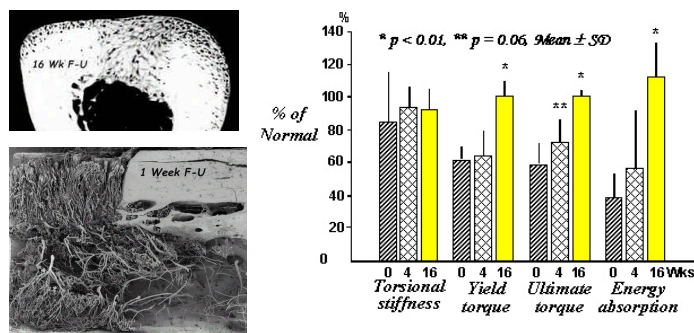 16 Wk F-U
1 Week F-U
%
* p < 0.01, ** p = 0.06, Mean ± SD
% of
Normal
140
120
100
80
60
40
20
0
*
**
*
*
0 4 16 0 4 16 0 4 16 0 4 16 Wks
Torsional stiffness
Yield torque
Ultimate torque
Energy absorption